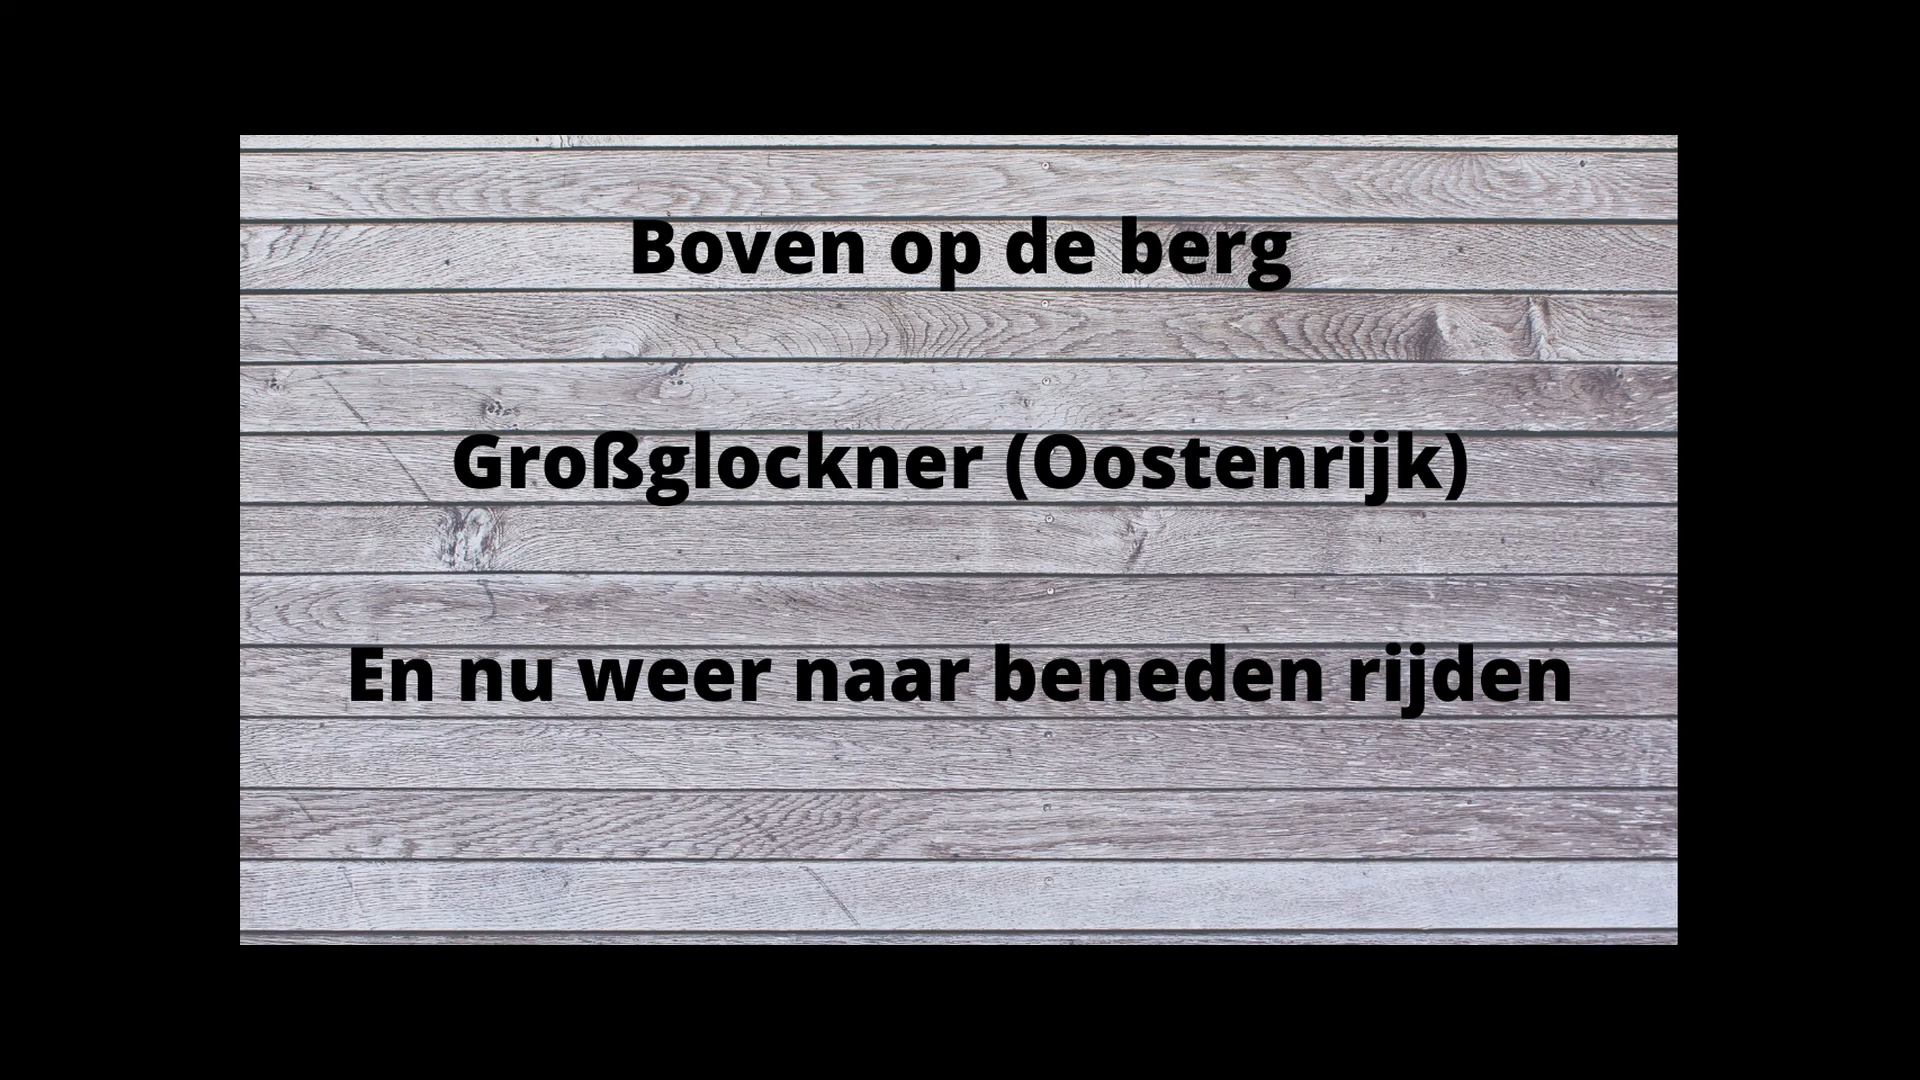 Boven op de berg
Großglockner (Oostenrijk)
En nu weer naar beneden rijden